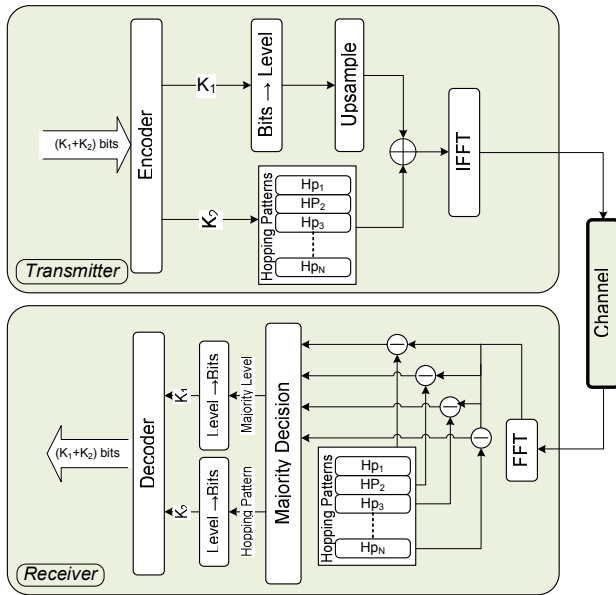 (K₁+K₂) bits
Encoder
K₁
Bits → Level
Upsample
K₂
Hopping Patterns
Hp₁
HP₂
Hp₃
Hp_N
IFFT
Transmitter
Channel
Receiver
FFT
Hopping Patterns
Hp₁
HP₂
Hp₃
Hp_N
Majority Decision
Majority Level
Hopping Pattern
Level →Bits
Level →Bits
K₁
K₂
Decoder
(K₁+K₂) bits